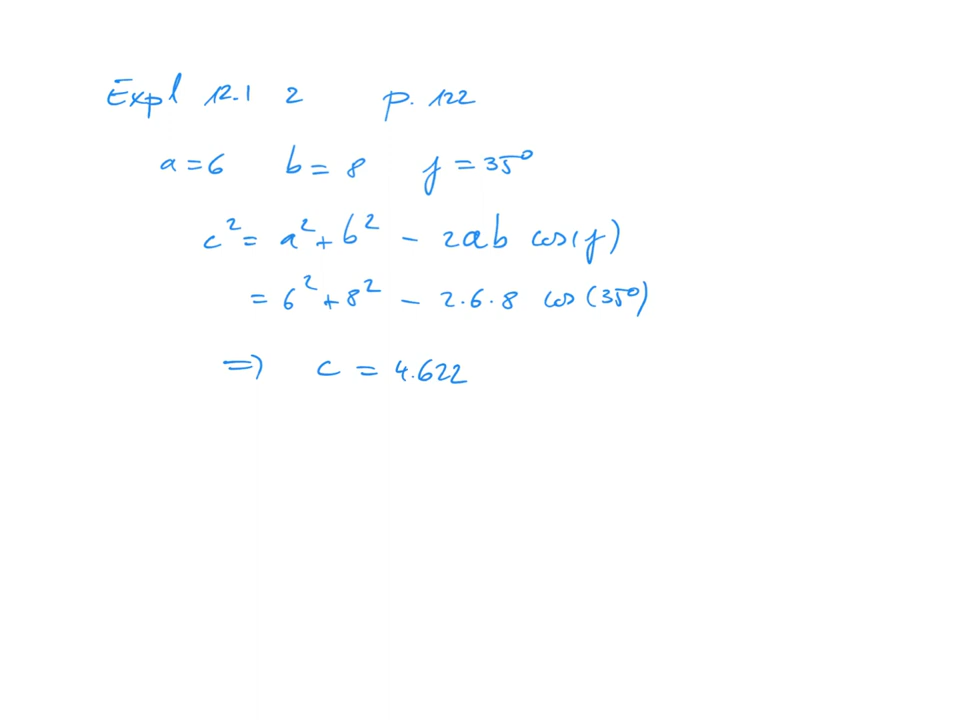 Expl 12.1 2 p. 122
a = 6 b = 8 γ = 35°
c² = a² + b² - 2ab cos(γ)
= 6² + 8² - 2·6·8 cos(35°)
⇒ c = 4.622